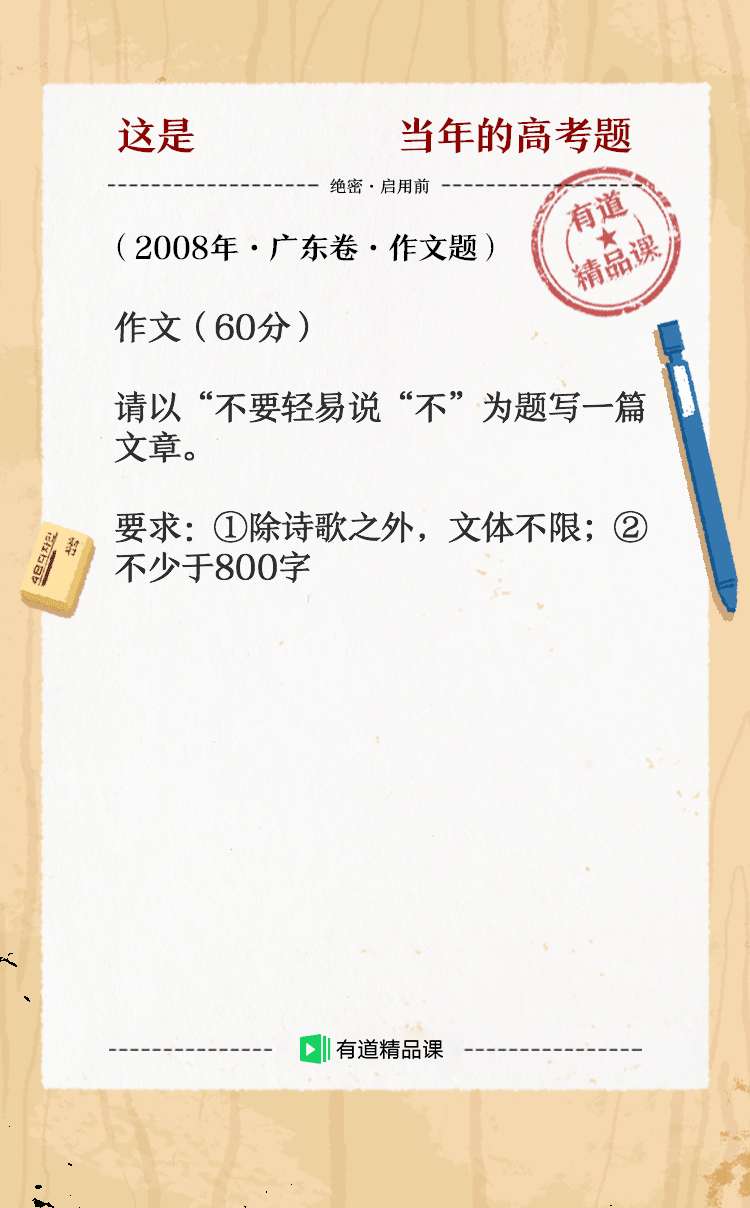 这是 当年的高考题
绝密·启用前
有道
精品课
（2008年·广东卷·作文题）
作文（60分）
请以“不要轻易说“不”为题写一篇
文章。
要求：①除诗歌之外，文体不限；②
不少于800字
有道精品课